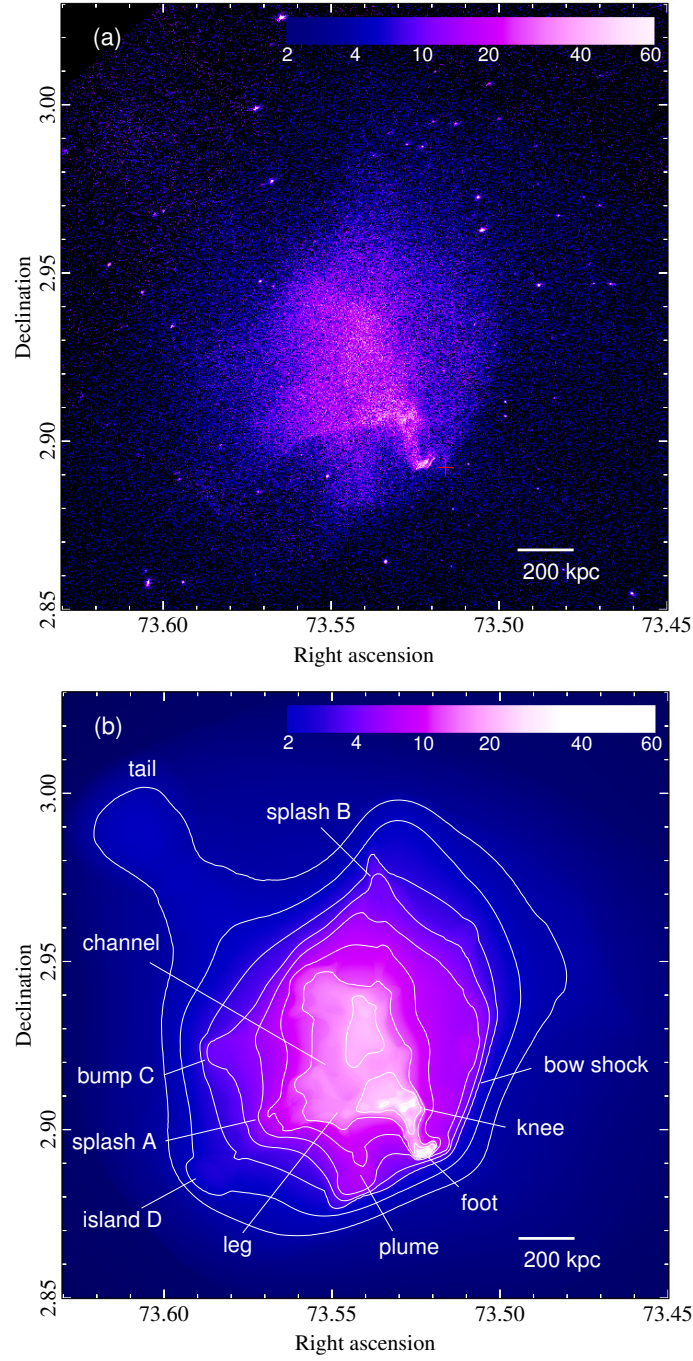 (a)
2 4 10 20 40 60
3.00
2.95
2.90
2.85
Declination
200 kpc
73.60 73.55 73.50 73.45
Right ascension
(b)
2 4 10 20 40 60
tail
splash B
channel
bump C
bow shock
splash A
knee
island D
foot
leg
plume
200 kpc
3.00
2.95
2.90
2.85
Declination
73.60 73.55 73.50 73.45
Right ascension